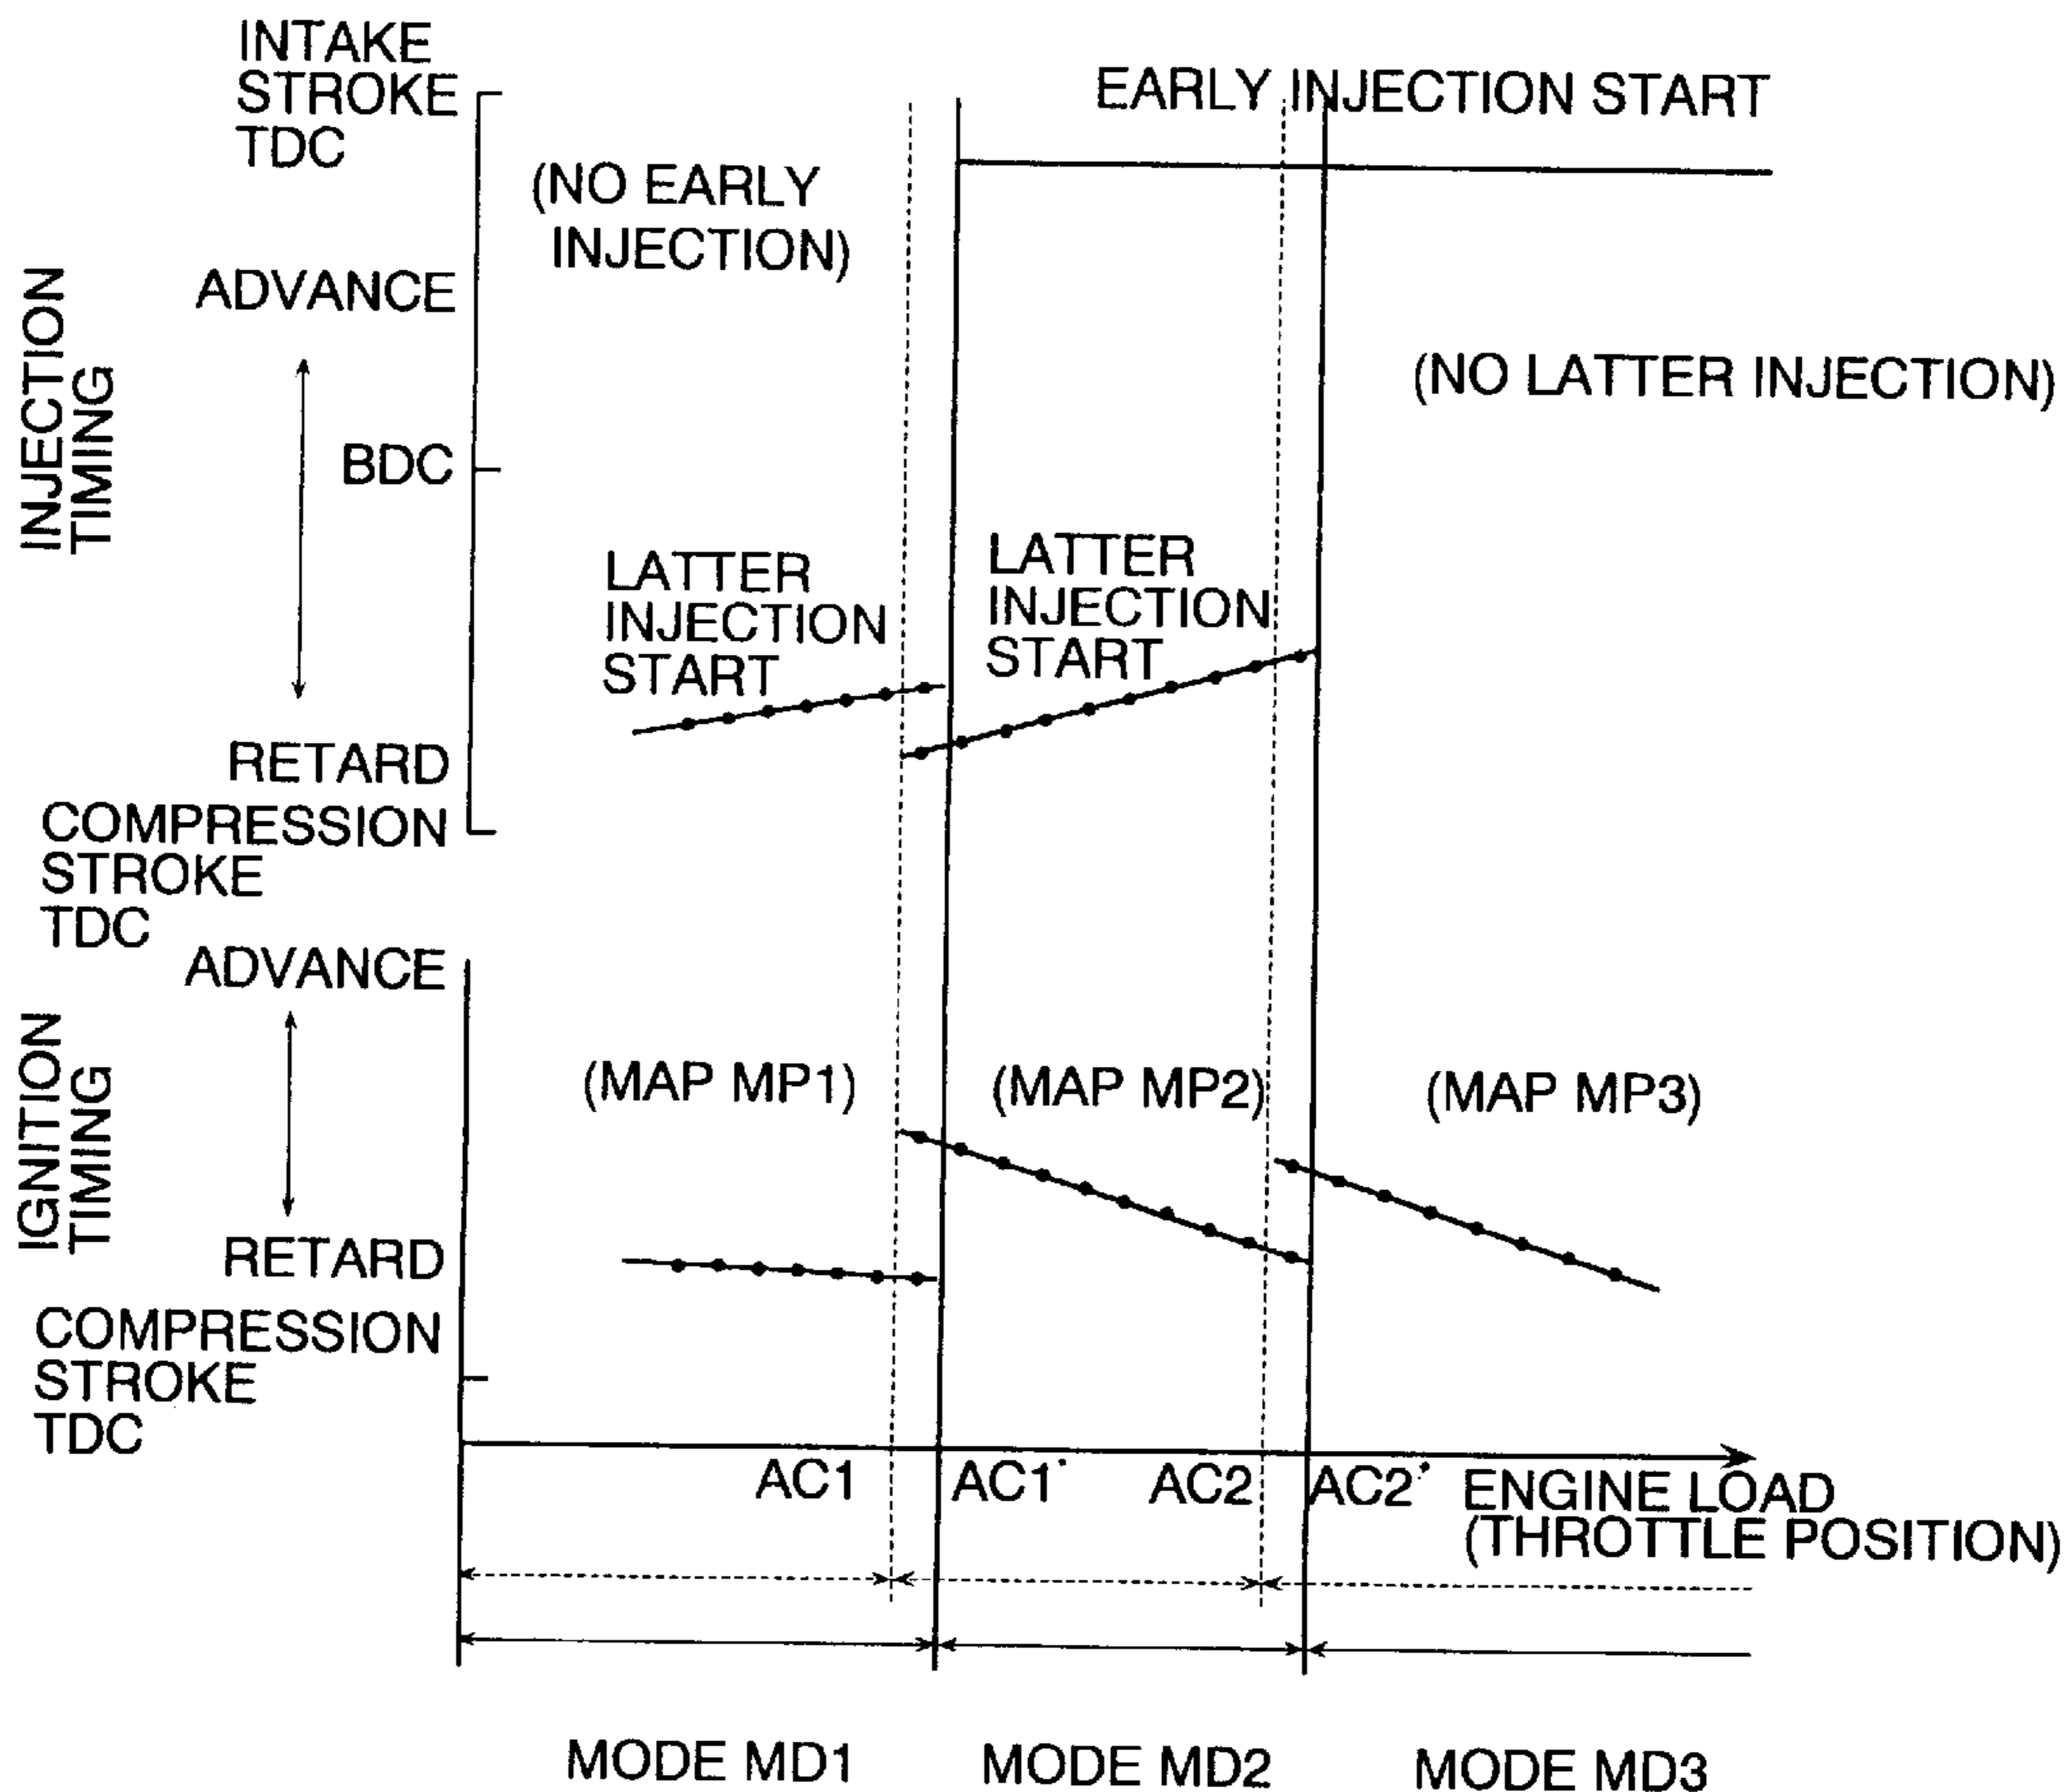 INTAKE
STROKE
TDC
EARLY INJECTION START
(NO EARLY
INJECTION)
ADVANCE
INJECTION
TIMING
(NO LATTER INJECTION)
BDC
LATTER
INJECTION
START
LATTER
INJECTION
START
RETARD
COMPRESSION
STROKE
TDC
ADVANCE
IGNITION
TIMING
(MAP MP1)
(MAP MP2)
(MAP MP3)
RETARD
COMPRESSION
STROKE
TDC
AC1
AC1'
AC2
AC2'
ENGINE LOAD
(THROTTLE POSITION)
MODE MD1
MODE MD2
MODE MD3